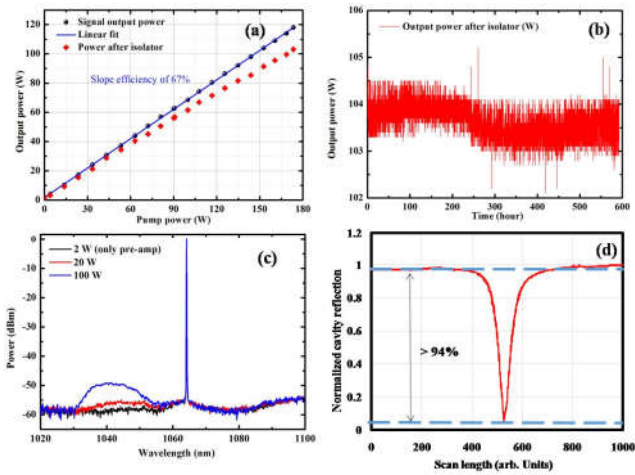 120
100
80
60
40
20
0
Output power (W)
Signal output power
Linear fit
Power after isolator
(a)
Slope efficiency of 67%
0 30 60 90 120 150 180
Pump power (W)
106
105
104
103
102
Output power (W)
Output power after isolator (W)
(b)
0 100 200 300 400 500 600
Time (hour)
0
-10
-20
-30
-40
-50
-60
Power (dBm)
2 W (only pre-amp)
20 W
100 W
(c)
1020 1040 1060 1080 1100
Wavelength (nm)
1.2
1
0.8
0.6
0.4
0.2
0
Normalized cavity reflection
(d)
> 94%
0 200 400 600 800 1000
Scan length (arb. Units)